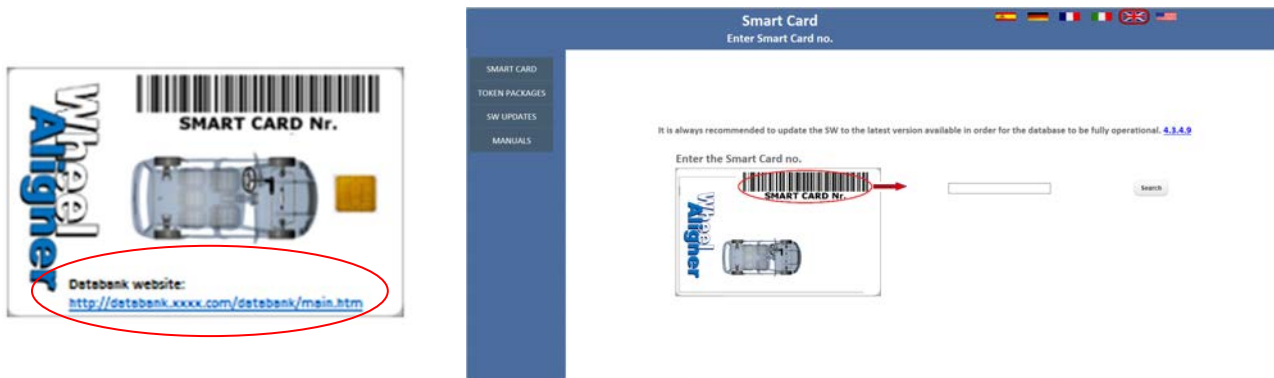 SMART CARD Nr.
Wheel
Aligner
Databank website:
http://databank.xxxx.com/databank/main.htm
Smart Card
Enter Smart Card no.
SMART CARD
TOKEN PACKAGES
SW UPDATES
MANUALS
It is always recommended to update the SW to the latest version available in order for the database to be fully operational. 4.3.4.9
Enter the Smart Card no.
SMART CARD Nr.
Wheel
Aligner
Search